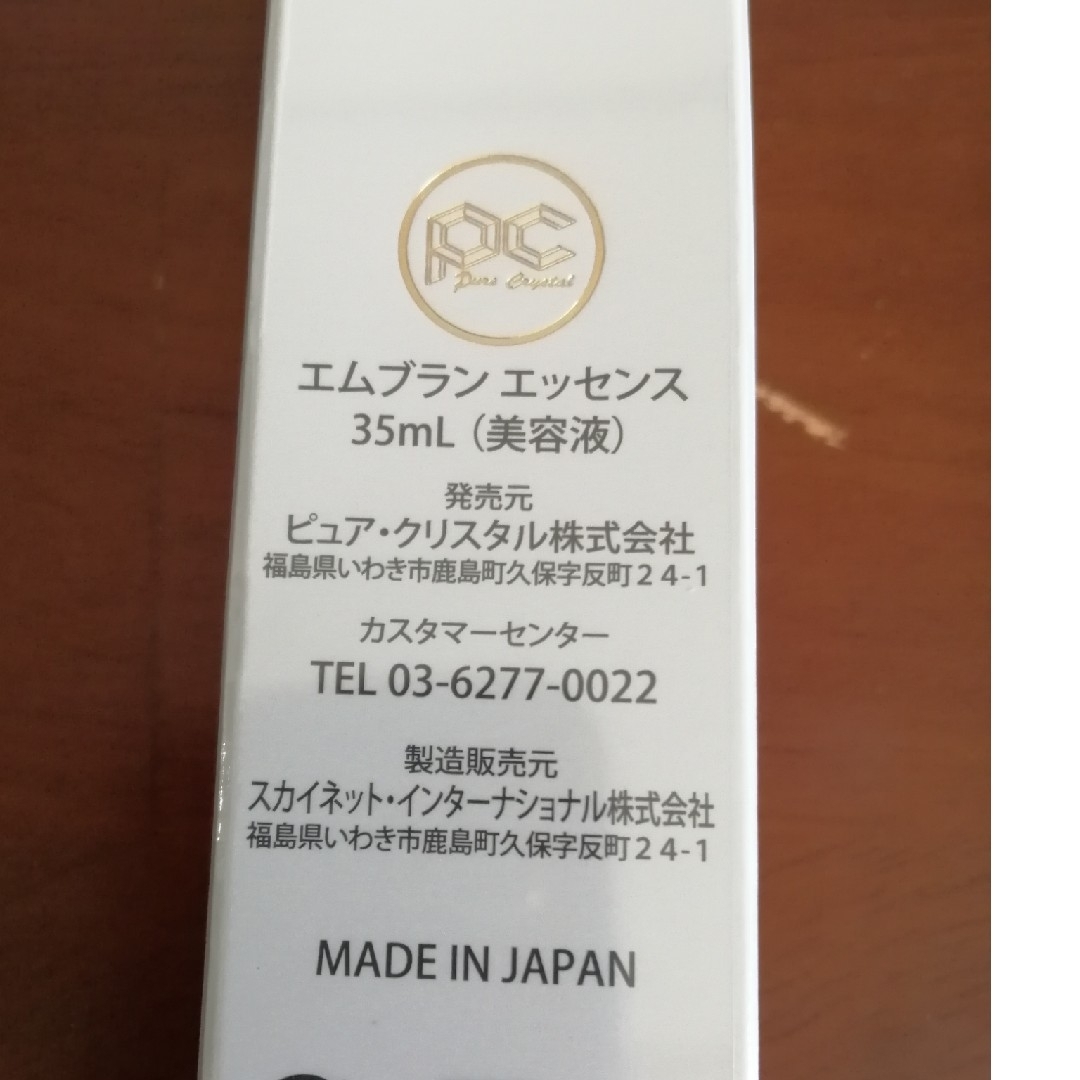 PC
Pure Crystal
エムブラン エッセンス
35mL（美容液）
発売元
ピュア・クリスタル株式会社
福島県いわき市鹿島町久保字反町２４-１
カスタマーセンター
TEL 03-6277-0022
製造販売元
スカイネット・インターナショナル株式会社
福島県いわき市鹿島町久保字反町２４-１
MADE IN JAPAN